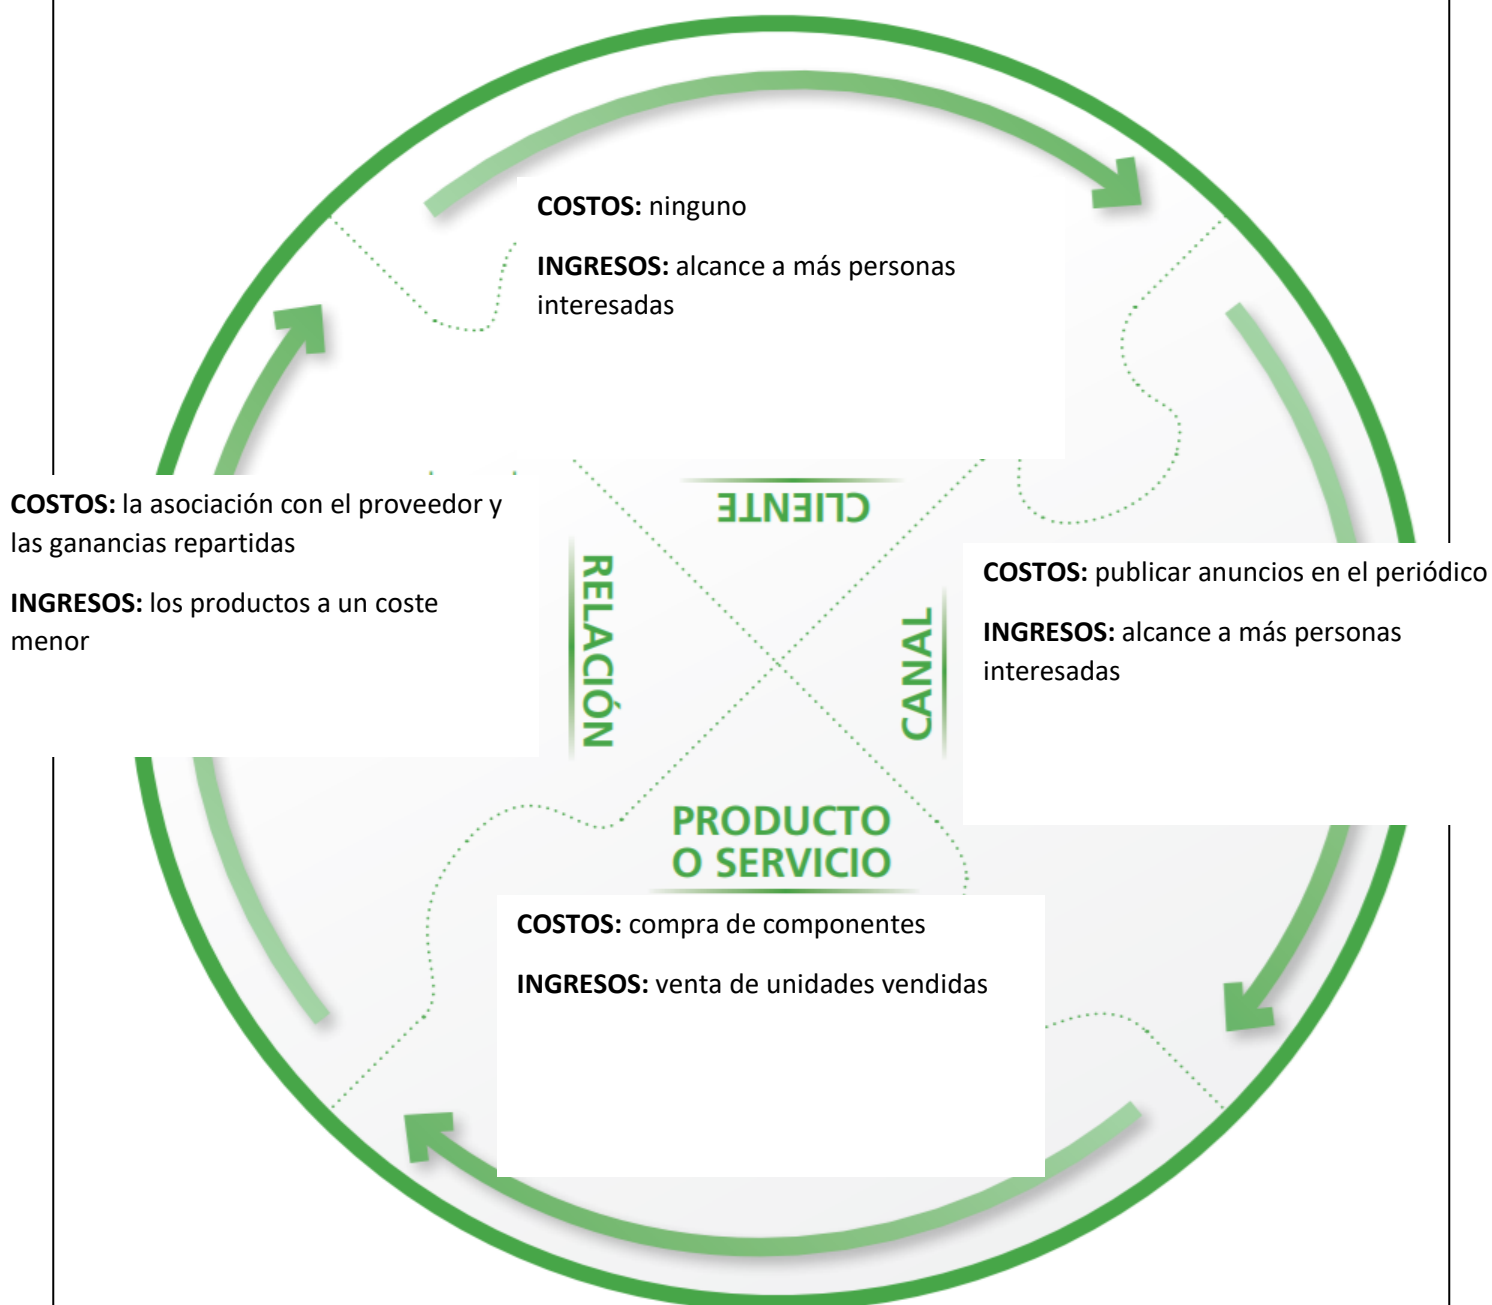 COSTOS: ninguno
INGRESOS: alcance a más personas
interesadas
CLIENTE
COSTOS: la asociación con el proveedor y
las ganancias repartidas
INGRESOS: los productos a un coste
menor
RELACIÓN
CANAL
COSTOS: publicar anuncios en el periódico
INGRESOS: alcance a más personas
interesadas
PRODUCTO
O SERVICIO
COSTOS: compra de componentes
INGRESOS: venta de unidades vendidas